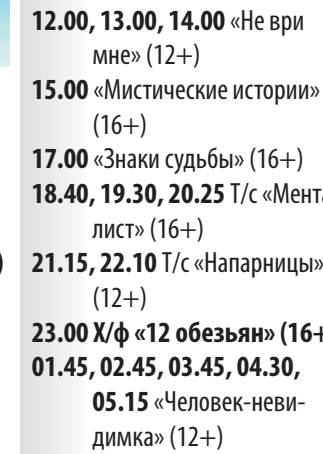 12.00, 13.00, 14.00 «Не ври
мне» (12+)
15.00 «Мистические истории»
(16+)
17.00 «Знаки судьбы» (16+)
18.40, 19.30, 20.25 Т/с «Мента
лист» (16+)
) 21.15, 22.10 Т/с «Напарницы»
(12+)
23.00 Х/ф «12 обезьян» (16+
01.45, 02.45, 03.45, 04.30,
05.15 «Человек-неви-
димка» (12+)